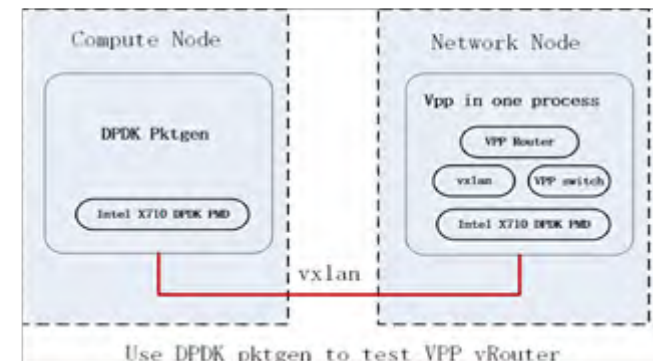 Compute Node
Network Node
DPDK Pktgen
Intel X710 DPDK PMD
Vpp in one process
VPP Router
vxlan
VPP switch
Intel X710 DPDK PMD
vxlan
Use DPDK pktgen to test VPP vRouter